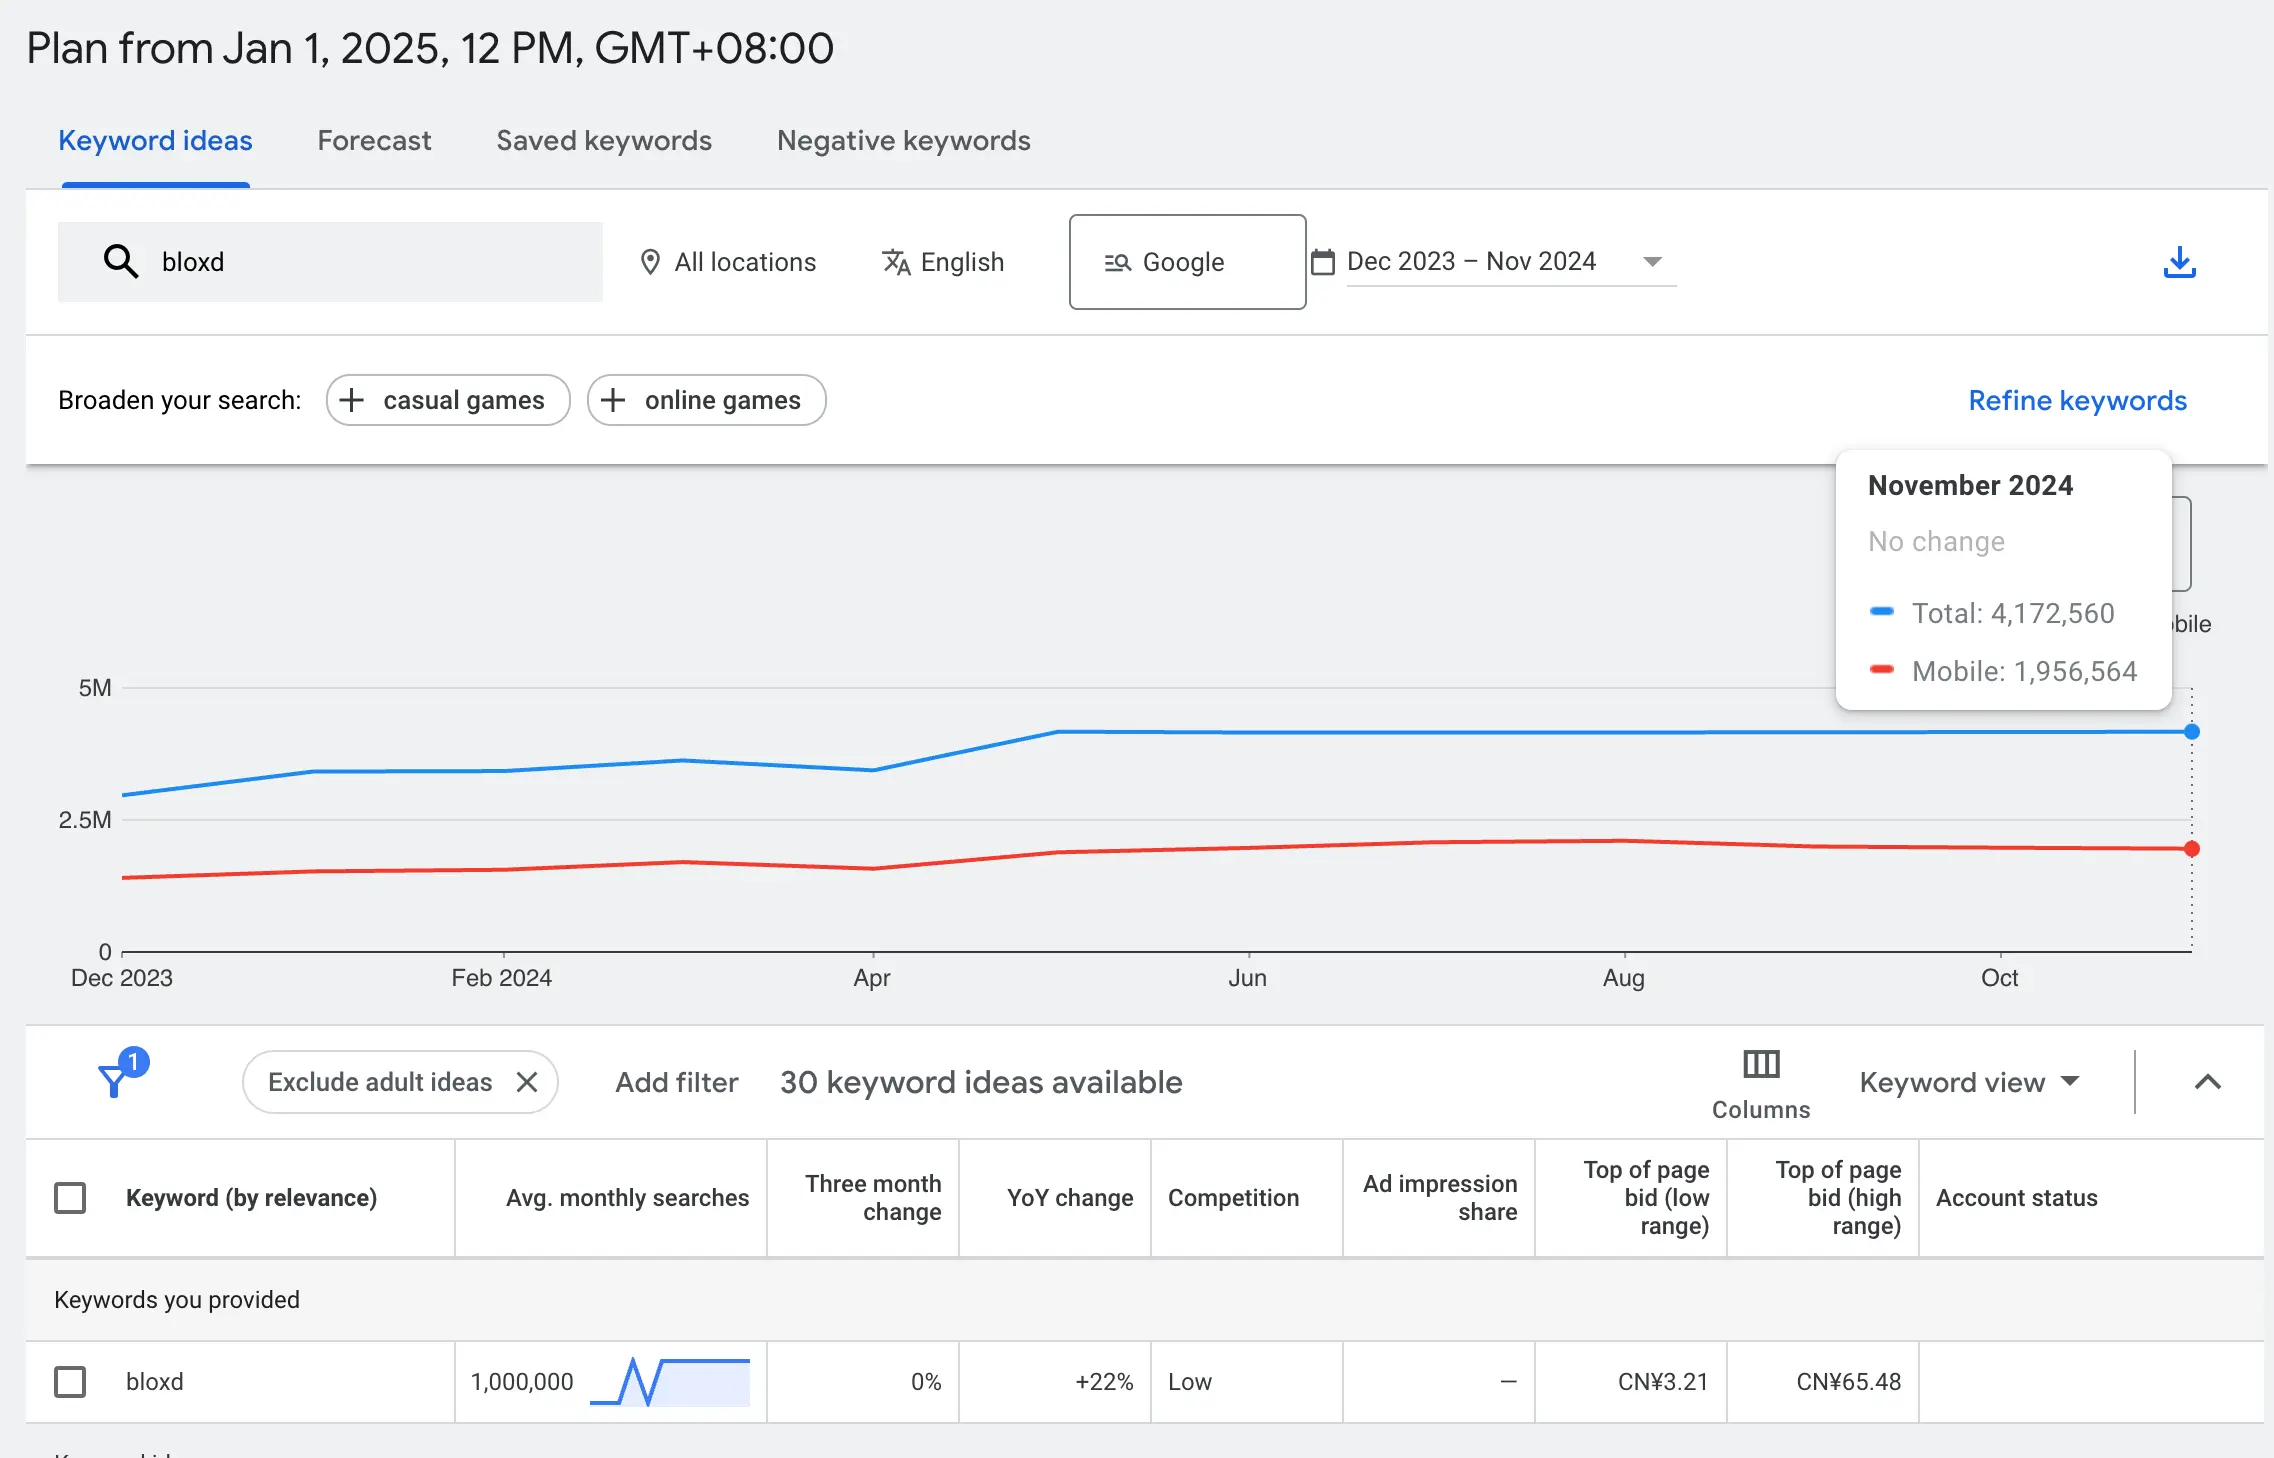 Plan from Jan 1, 2025, 12 PM, GMT+08:00
Keyword ideas
Forecast
Saved keywords
Negative keywords
bloxd
All locations
English
Google
Dec 2023 – Nov 2024
Broaden your search:
casual games
online games
Refine keywords
November 2024
No change
Total: 4,172,560
Mobile: 1,956,564
5M
2.5M
0
Dec 2023
Feb 2024
Apr
Jun
Aug
Oct
1
Exclude adult ideas
Add filter
30 keyword ideas available
Columns
Keyword view
Keyword (by relevance)
Avg. monthly searches
Three month
change
YoY change
Competition
Ad impression
share
Top of page
bid (low
range)
Top of page
bid (high
range)
Account status
Keywords you provided
bloxd
1,000,000
0%
+22%
Low
—
CN¥3.21
CN¥65.48